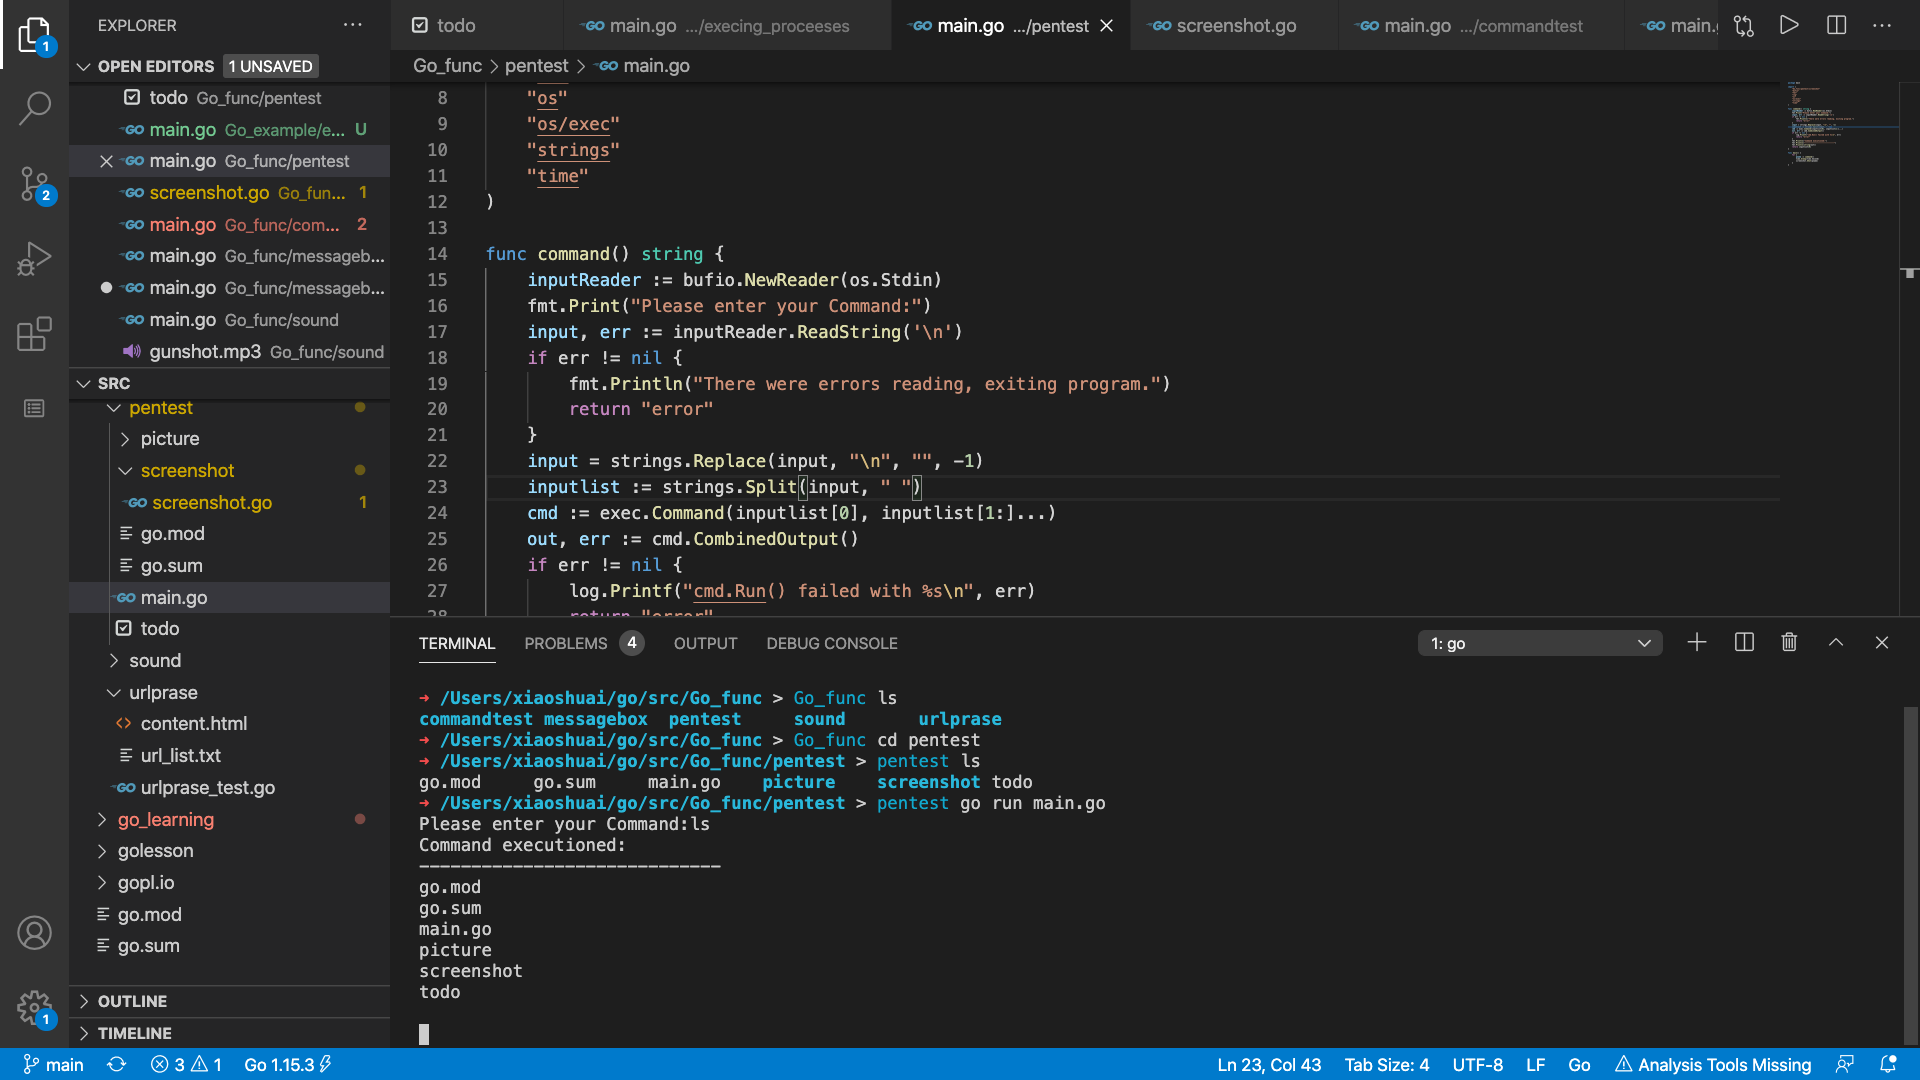 EXPLORER
OPEN EDITORS 1 UNSAVED
todo Go_func/pentest
main.go Go_example/e... U
main.go Go_func/pentest
screenshot.go Go_fun... 1
main.go Go_func/com... 2
main.go Go_func/messageb...
main.go Go_func/messageb...
main.go Go_func/sound
gunshot.mp3 Go_func/sound
SRC
pentest
picture
screenshot
screenshot.go 1
go.mod
go.sum
main.go
todo
sound
urlprase
content.html
url_list.txt
urlprase_test.go
go_learning
golesson
gopl.io
go.mod
go.sum
OUTLINE
TIMELINE
todo main.go .../execing_proceeses main.go .../pentest screenshot.go main.go .../commandtest main.g
Go_func > pentest > main.go
8 "os"
9 "os/exec"
10 "strings"
11 "time"
12 )
13
14 func command() string {
15 inputReader := bufio.NewReader(os.Stdin)
16 fmt.Print("Please enter your Command:")
17 input, err := inputReader.ReadString('\n')
18 if err != nil {
19 fmt.Println("There were errors reading, exiting program.")
20 return "error"
21 }
22 input = strings.Replace(input, "\n", "", -1)
23 inputlist := strings.Split(input, " ")
24 cmd := exec.Command(inputlist[0], inputlist[1:]...)
25 out, err := cmd.CombinedOutput()
26 if err != nil {
27 log.Printf("cmd.Run() failed with %s\n", err)
28 return "error"
TERMINAL PROBLEMS 4 OUTPUT DEBUG CONSOLE 1: go
→ /Users/xiaoshuai/go/src/Go_func > Go_func ls
commandtest messagebox pentest sound urlprase
→ /Users/xiaoshuai/go/src/Go_func > Go_func cd pentest
→ /Users/xiaoshuai/go/src/Go_func/pentest > pentest ls
go.mod go.sum main.go picture screenshot todo
→ /Users/xiaoshuai/go/src/Go_func/pentest > pentest go run main.go
Please enter your Command:ls
Command executioned:
-----------------------------
go.mod
go.sum
main.go
picture
screenshot
todo
main 3 1 Go 1.15.3 Ln 23, Col 43 Tab Size: 4 UTF-8 LF Go Analysis Tools Missing